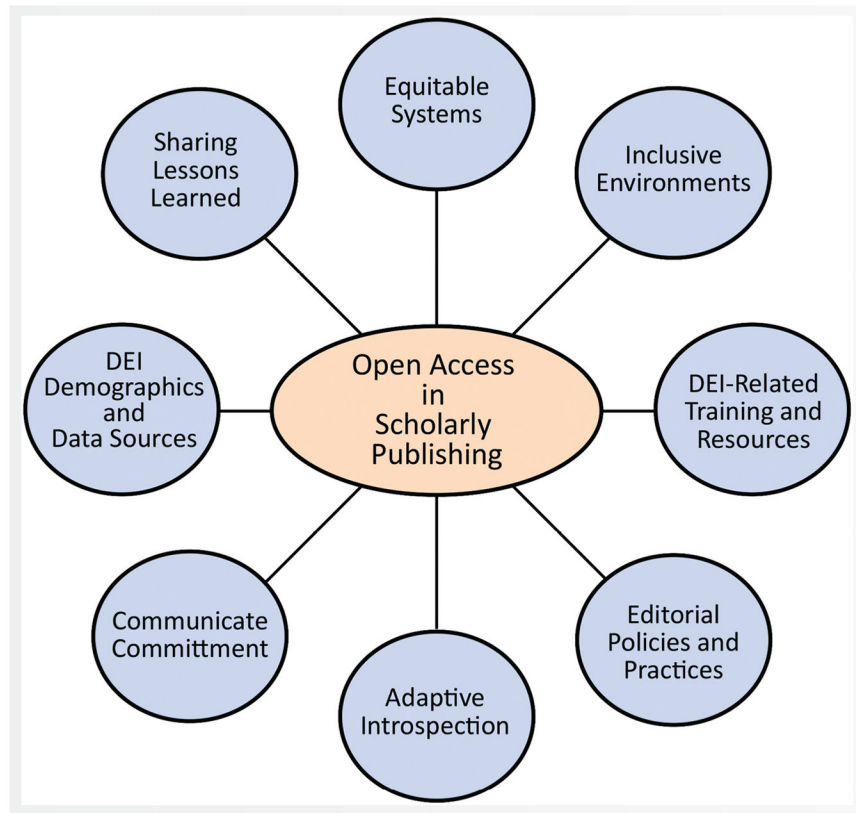 Equitable
Systems
Sharing
Lessons
Learned
Inclusive
Environments
Open Access
in
Scholarly
Publishing
DEI
Demographics
and
Data Sources
DEI-Related
Training and
Resources
Communicate
Committment
Editorial
Policies and
Practices
Adaptive
Introspection